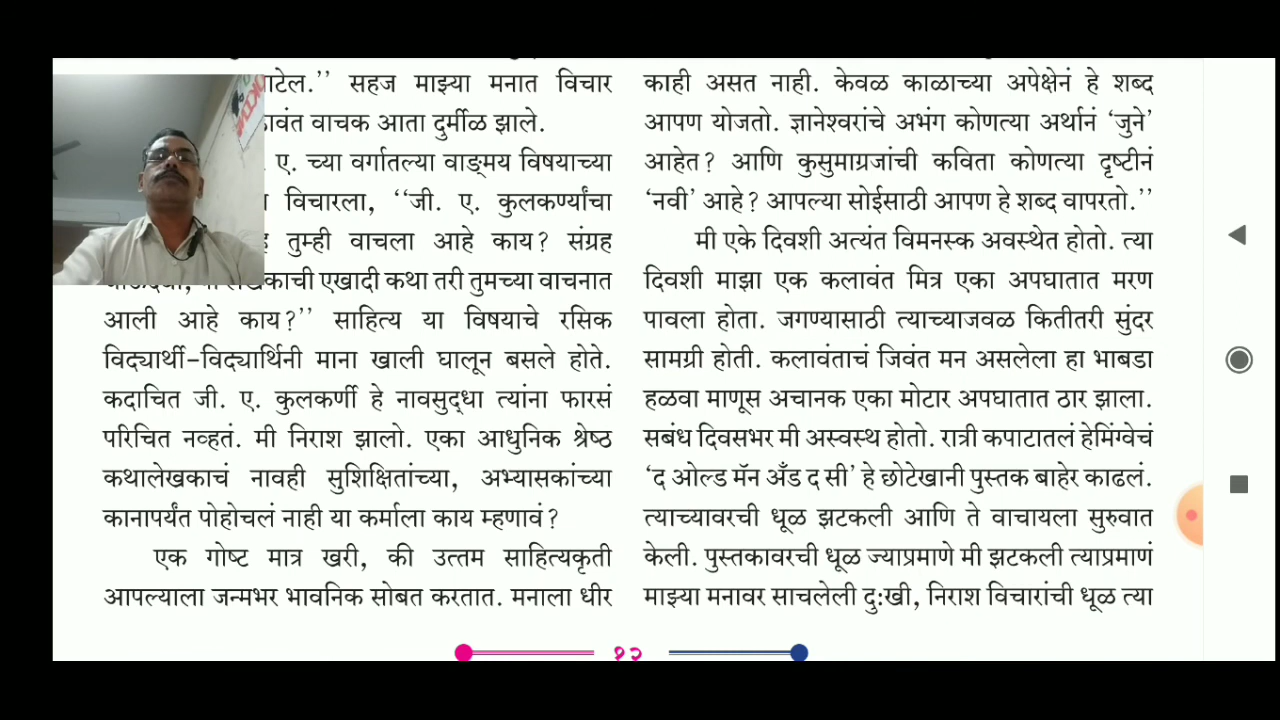 ाटेल.’’ सहज माझ्या मनात विचार
वंत वाचक आता दुर्मीळ झाले.
ए. च्या वर्गातल्या वाङ्मय विषयाच्या
विचारला, ‘‘जी. ए. कुलकर्ण्यांचा
तुम्ही वाचला आहे काय? संग्रह
एखादी कथा तरी तुमच्या वाचनात
आली आहे काय?’’ साहित्य या विषयाचे रसिक
विद्यार्थी-विद्यार्थिनी माना खाली घालून बसले होते.
कदाचित जी. ए. कुलकर्णी हे नावसुद्धा त्यांना फारसं
परिचित नव्हतं. मी निराश झालो. एका आधुनिक श्रेष्ठ
कथालेखकाचं नावही सुशिक्षितांच्या, अभ्यासकांच्या
कानापर्यंत पोहोचलं नाही या कर्माला काय म्हणावं?
एक गोष्ट मात्र खरी, की उत्तम साहित्यकृती
आपल्याला जन्मभर भावनिक सोबत करतात. मनाला धीर
काही असत नाही. केवळ काळाच्या अपेक्षेनं हे शब्द
आपण योजतो. ज्ञानेश्वरांचे अभंग कोणत्या अर्थानं ‘जुने’
आहेत? आणि कुसुमाग्रजांची कविता कोणत्या दृष्टीनं
‘नवी’ आहे? आपल्या सोईसाठी आपण हे शब्द वापरतो.’’
मी एके दिवशी अत्यंत विमनस्क अवस्थेत होतो. त्या
दिवशी माझा एक कलावंत मित्र एका अपघातात मरण
पावला होता. जगण्यासाठी त्याच्याजवळ कितीतरी सुंदर
सामग्री होती. कलावंताचं जिवंत मन असलेला हा भाबडा
हळवा माणूस अचानक एका मोटार अपघातात ठार झाला.
सबंध दिवसभर मी अस्वस्थ होतो. रात्री कपाटातलं हेमिंग्वेचं
‘द ओल्ड मॅन अँड द सी’ हे छोटेखानी पुस्तक बाहेर काढलं.
त्याच्यावरची धूळ झटकली आणि ते वाचायला सुरुवात
केली. पुस्तकावरची धूळ ज्याप्रमाणे मी झटकली त्याप्रमाणं
माझ्या मनावर साचलेली दुःखी, निराश विचारांची धूळ त्या
१२